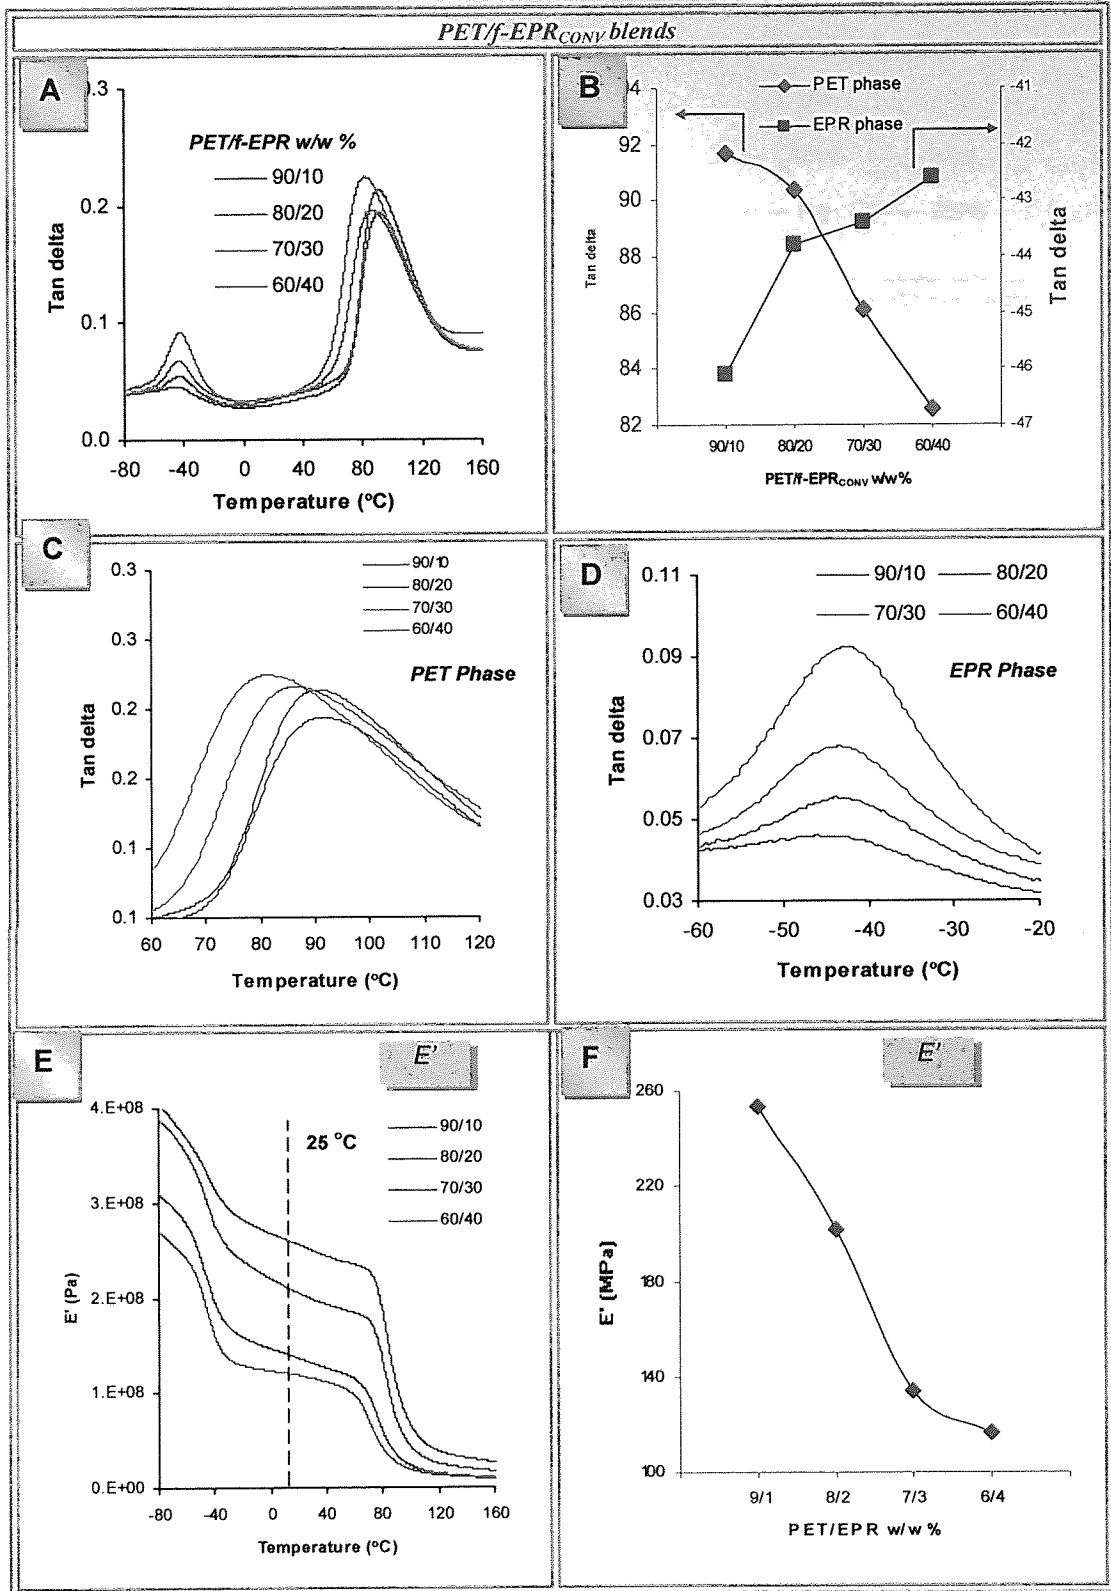 PET/f-EPRCONV blends
A
0.3
0.2
0.1
0.0
Tan delta
PET/f-EPR w/w %
90/10
80/20
70/30
60/40
-80 -40 0 40 80 120 160
Temperature (ºC)
B
PET phase
EPR phase
94
92
90
88
86
84
82
Tan delta
-41
-42
-43
-44
-45
-46
-47
Tan delta
90/10 80/20 70/30 60/40
PET/f-EPRCONV w/w%
C
0.3
0.3
0.2
0.2
0.1
0.1
Tan delta
90/10
80/20
70/30
60/40
PET Phase
60 70 80 90 100 110 120
Temperature (ºC)
D
0.11
0.09
0.07
0.05
0.03
Tan delta
90/10 80/20
70/30 60/40
EPR Phase
-60 -50 -40 -30 -20
Temperature (ºC)
E
E'
4.E+08
3.E+08
2.E+08
1.E+08
0.E+00
E' (Pa)
25 ºC
90/10
80/20
70/30
60/40
-80 -40 0 40 80 120 160
Temperature (ºC)
F
E'
260
220
180
140
100
E' [MPa)
9/1 8/2 7/3 6/4
PET/EPR w/w %